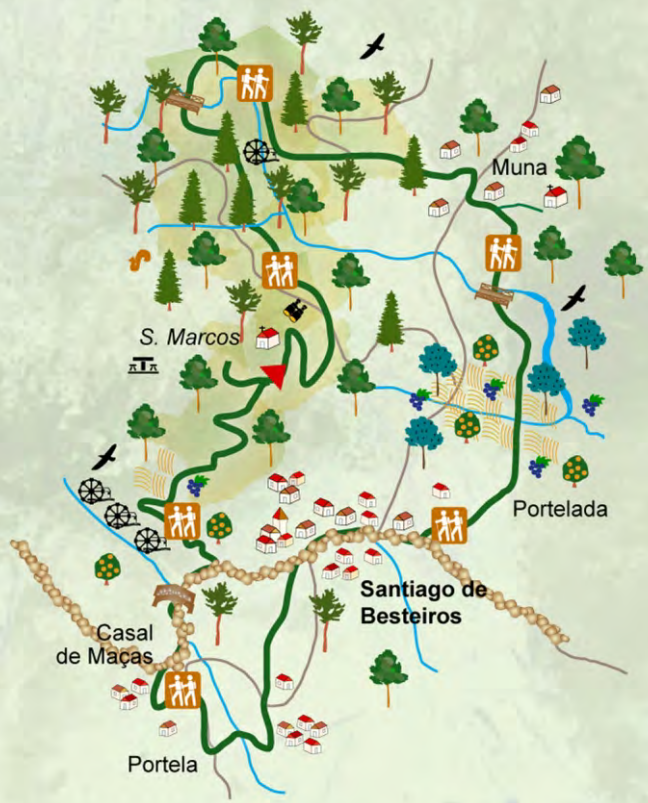 Muna
S. Marcos
Portelada
Santiago de
Besteiros
Casal
de Maças
Portela